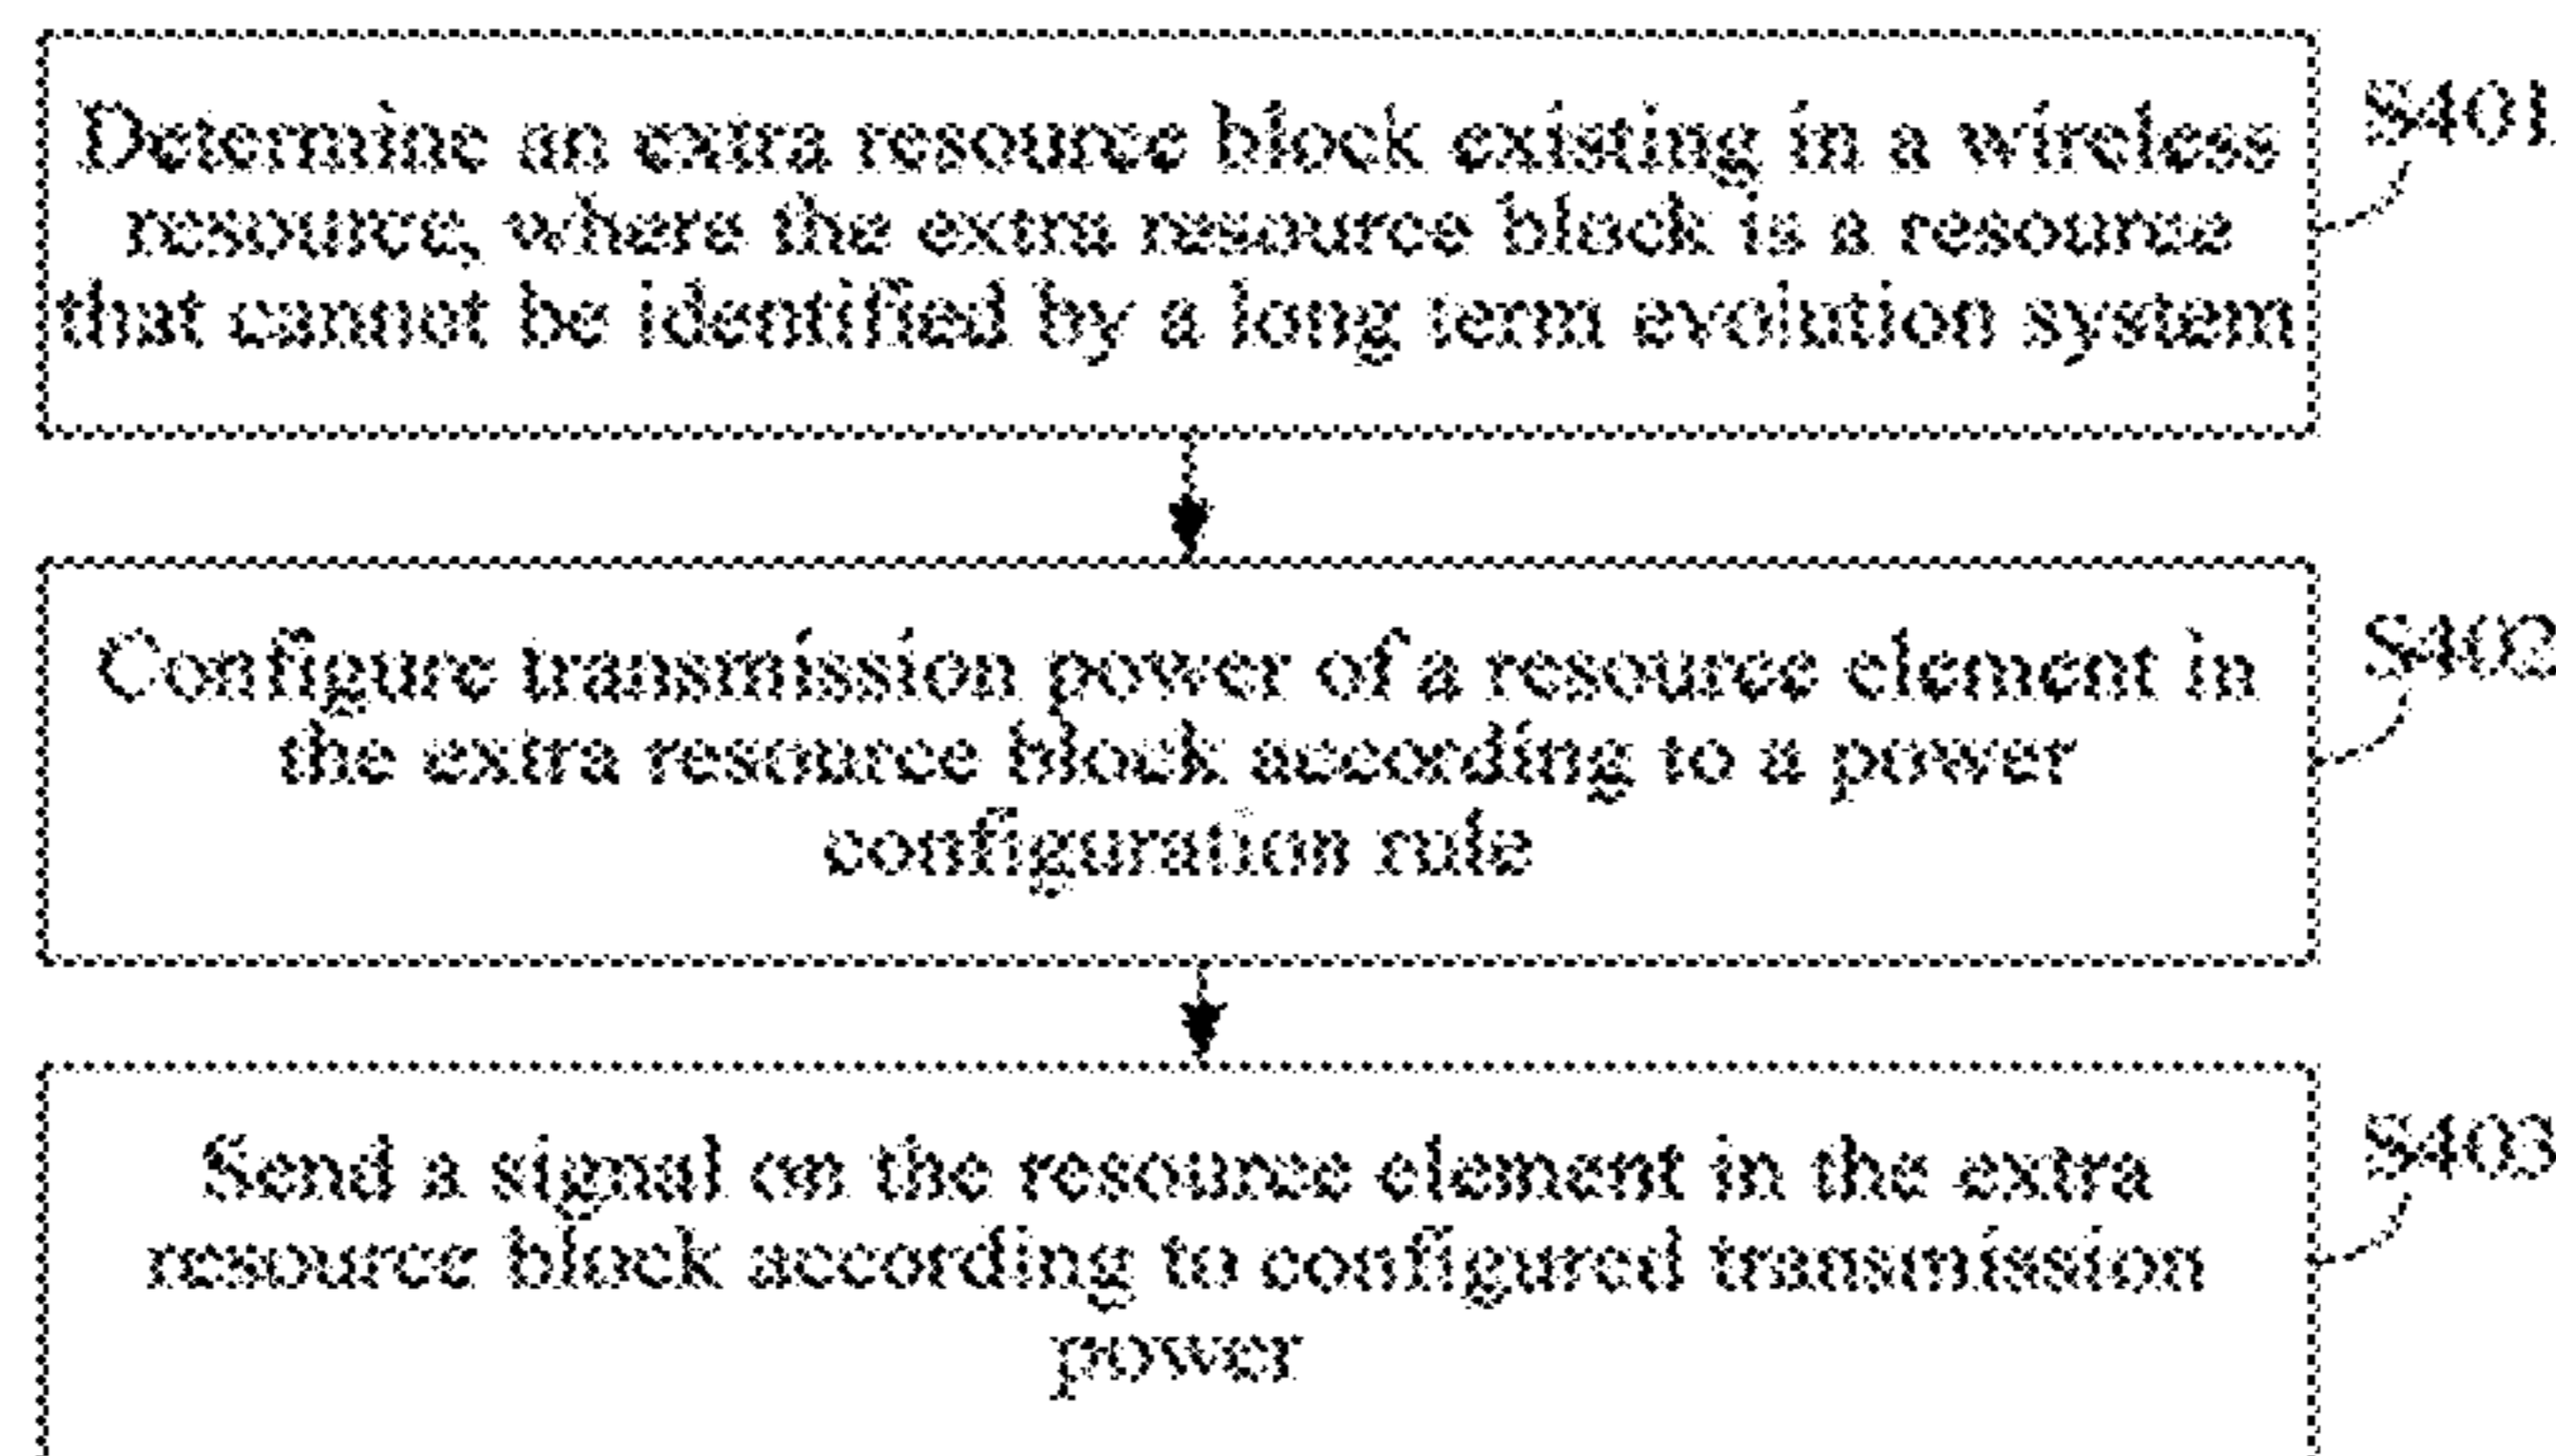 Determine an extra resource block existing in a wireless
S401
resource, where the extra resource block is a resource
that cannot be identified by a long term evolution system
Configure transmission power of a resource element in
S402
the extra resource block according to a power
configuration rule
Send a signal on the resource element in the extra
S403
resource block according to configured transmission
power